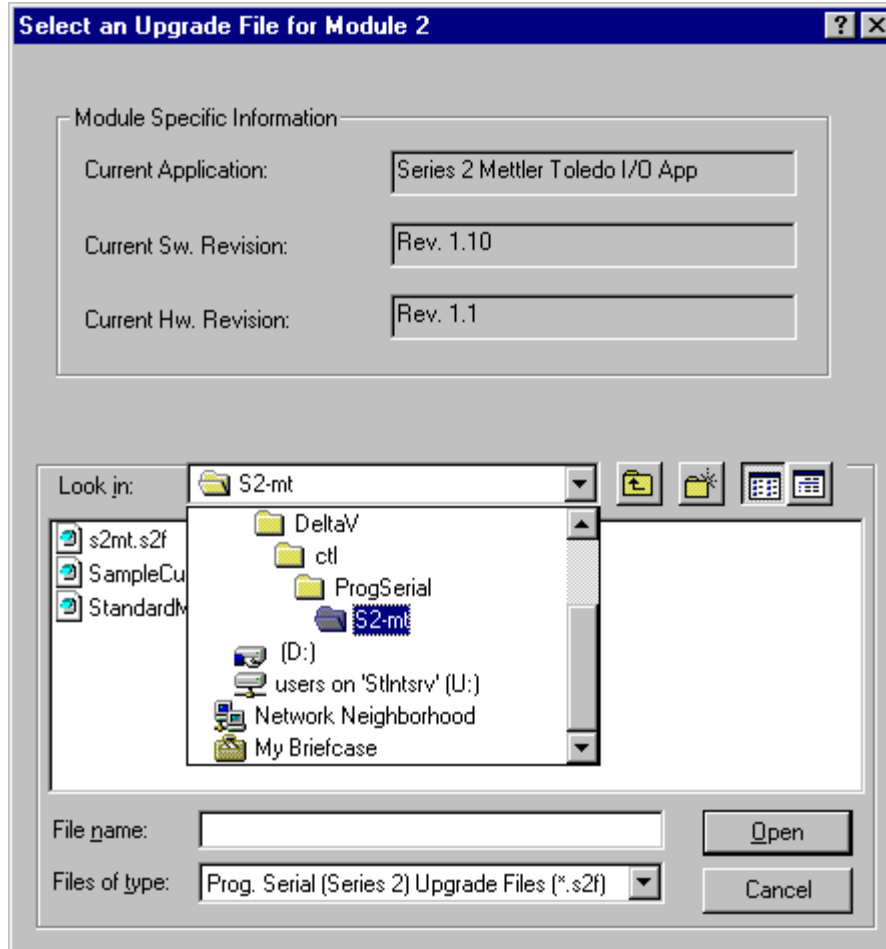 Select an Upgrade File for Module 2
Module Specific Information
Current Application: Series 2 Mettler Toledo I/O App
Current Sw. Revision: Rev. 1.10
Current Hw. Revision: Rev. 1.1
Look in: S2-mt
s2mt.s2f
SampleCu
StandardM
DeltaV
ctl
ProgSerial
S2-mt
(D:)
users on 'Stlntsrv' (U:)
Network Neighborhood
My Briefcase
File name:
Open
Files of type: Prog. Serial (Series 2) Upgrade Files (*.s2f)
Cancel